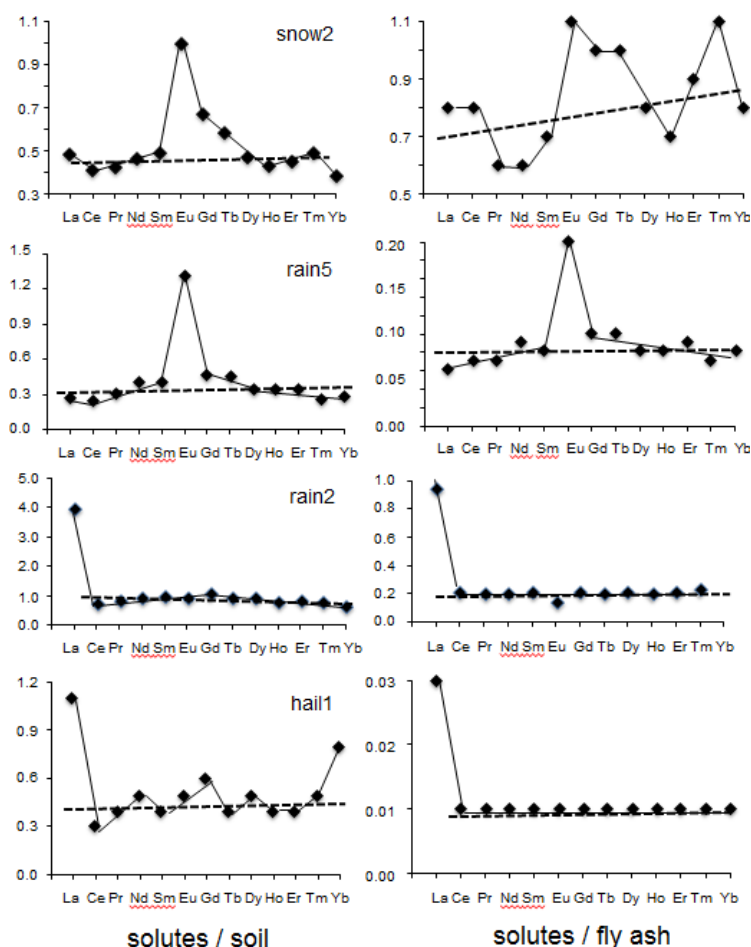 1.1
0.9
0.7
0.5
0.3
snow2
La Ce Pr Nd Sm Eu Gd Tb Dy Ho Er Tm Yb
1.1
0.9
0.7
0.5
La Ce Pr Nd Sm Eu Gd Tb Dy Ho Er Tm Yb
1.5
1.2
0.9
0.6
0.3
0.0
rain5
La Ce Pr Nd Sm Eu Gd Tb Dy Ho Er Tm Yb
0.20
0.10
0.05
0.00
La Ce Pr Nd Sm Eu Gd Tb Dy Ho Er Tm Yb
5.0
4.0
3.0
2.0
1.0
0.0
rain2
La Ce Pr Nd Sm Eu Gd Tb Dy Ho Er Tm Yb
1.0
0.8
0.6
0.4
0.2
0.0
La Ce Pr Nd Sm Eu Gd Tb Dy Ho Er Tm Yb
1.2
0.9
0.6
0.3
0.0
hail1
La Ce Pr Nd Sm Eu Gd Tb Dy Ho Er Tm Yb
0.03
0.02
0.01
0.00
La Ce Pr Nd Sm Eu Gd Tb Dy Ho Er Tm Yb
solutes / soil
solutes / fly ash